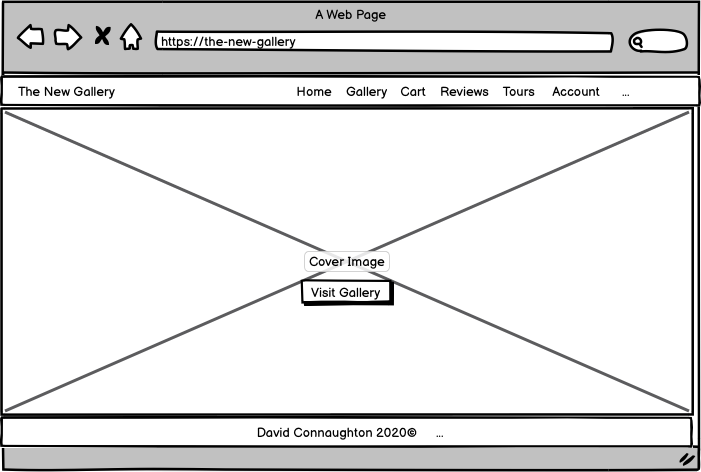 A Web Page
https://the-new-gallery
The New Gallery Home Gallery Cart Reviews Tours Account ...
Cover Image
Visit Gallery
David Connaughton 2020© ...